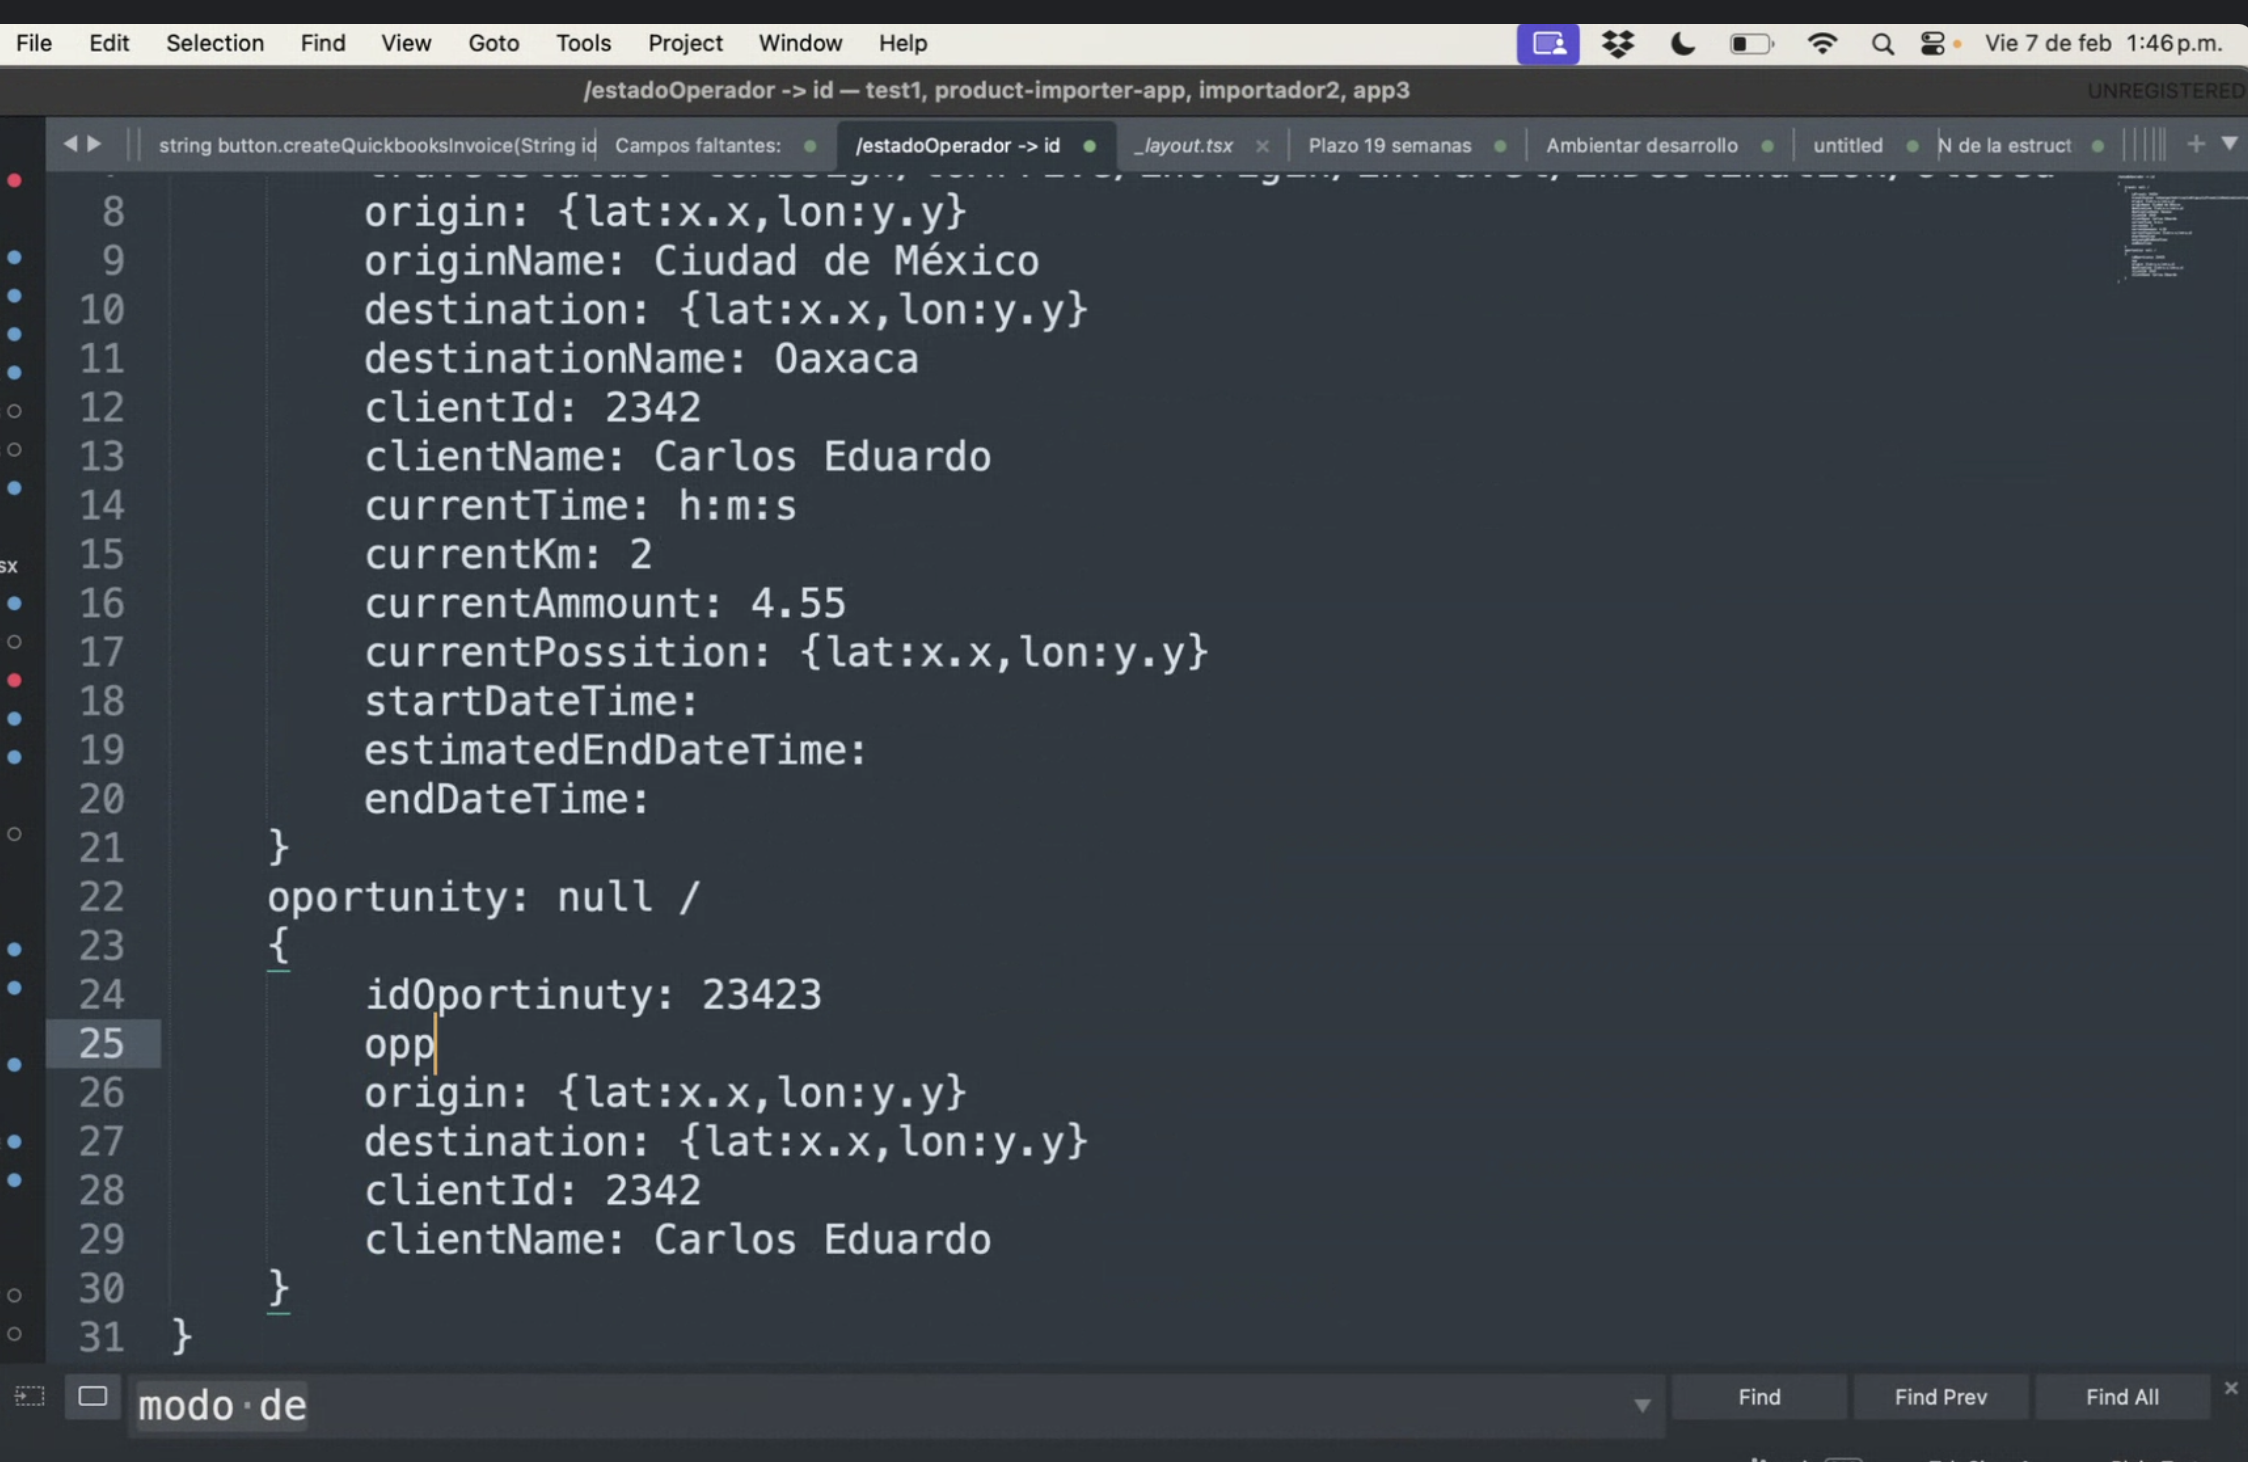 File Edit Selection Find View Goto Tools Project Window Help Vie 7 de feb 1:46 p.m.
/estadoOperador -> id — test1, product-importer-app, importador2, app3 UNREGISTERED
string button.createQuickbooksInvoice(String id Campos faltantes: /estadoOperador -> id _layout.tsx Plazo 19 semanas Ambientar desarrollo untitled N de la estruct
8 origin: {lat:x.x,lon:y.y}
9 originName: Ciudad de México
10 destination: {lat:x.x,lon:y.y}
11 destinationName: Oaxaca
12 clientId: 2342
13 clientName: Carlos Eduardo
14 currentTime: h:m:s
15 currentKm: 2
sx
16 currentAmmount: 4.55
17 currentPossition: {lat:x.x,lon:y.y}
18 startDateTime:
19 estimatedEndDateTime:
20 endDateTime:
21 }
22 oportunity: null /
23 {
24 idOportinuty: 23423
25 opp
26 origin: {lat:x.x,lon:y.y}
27 destination: {lat:x.x,lon:y.y}
28 clientId: 2342
29 clientName: Carlos Eduardo
30 }
31 }
modo de Find Find Prev Find All